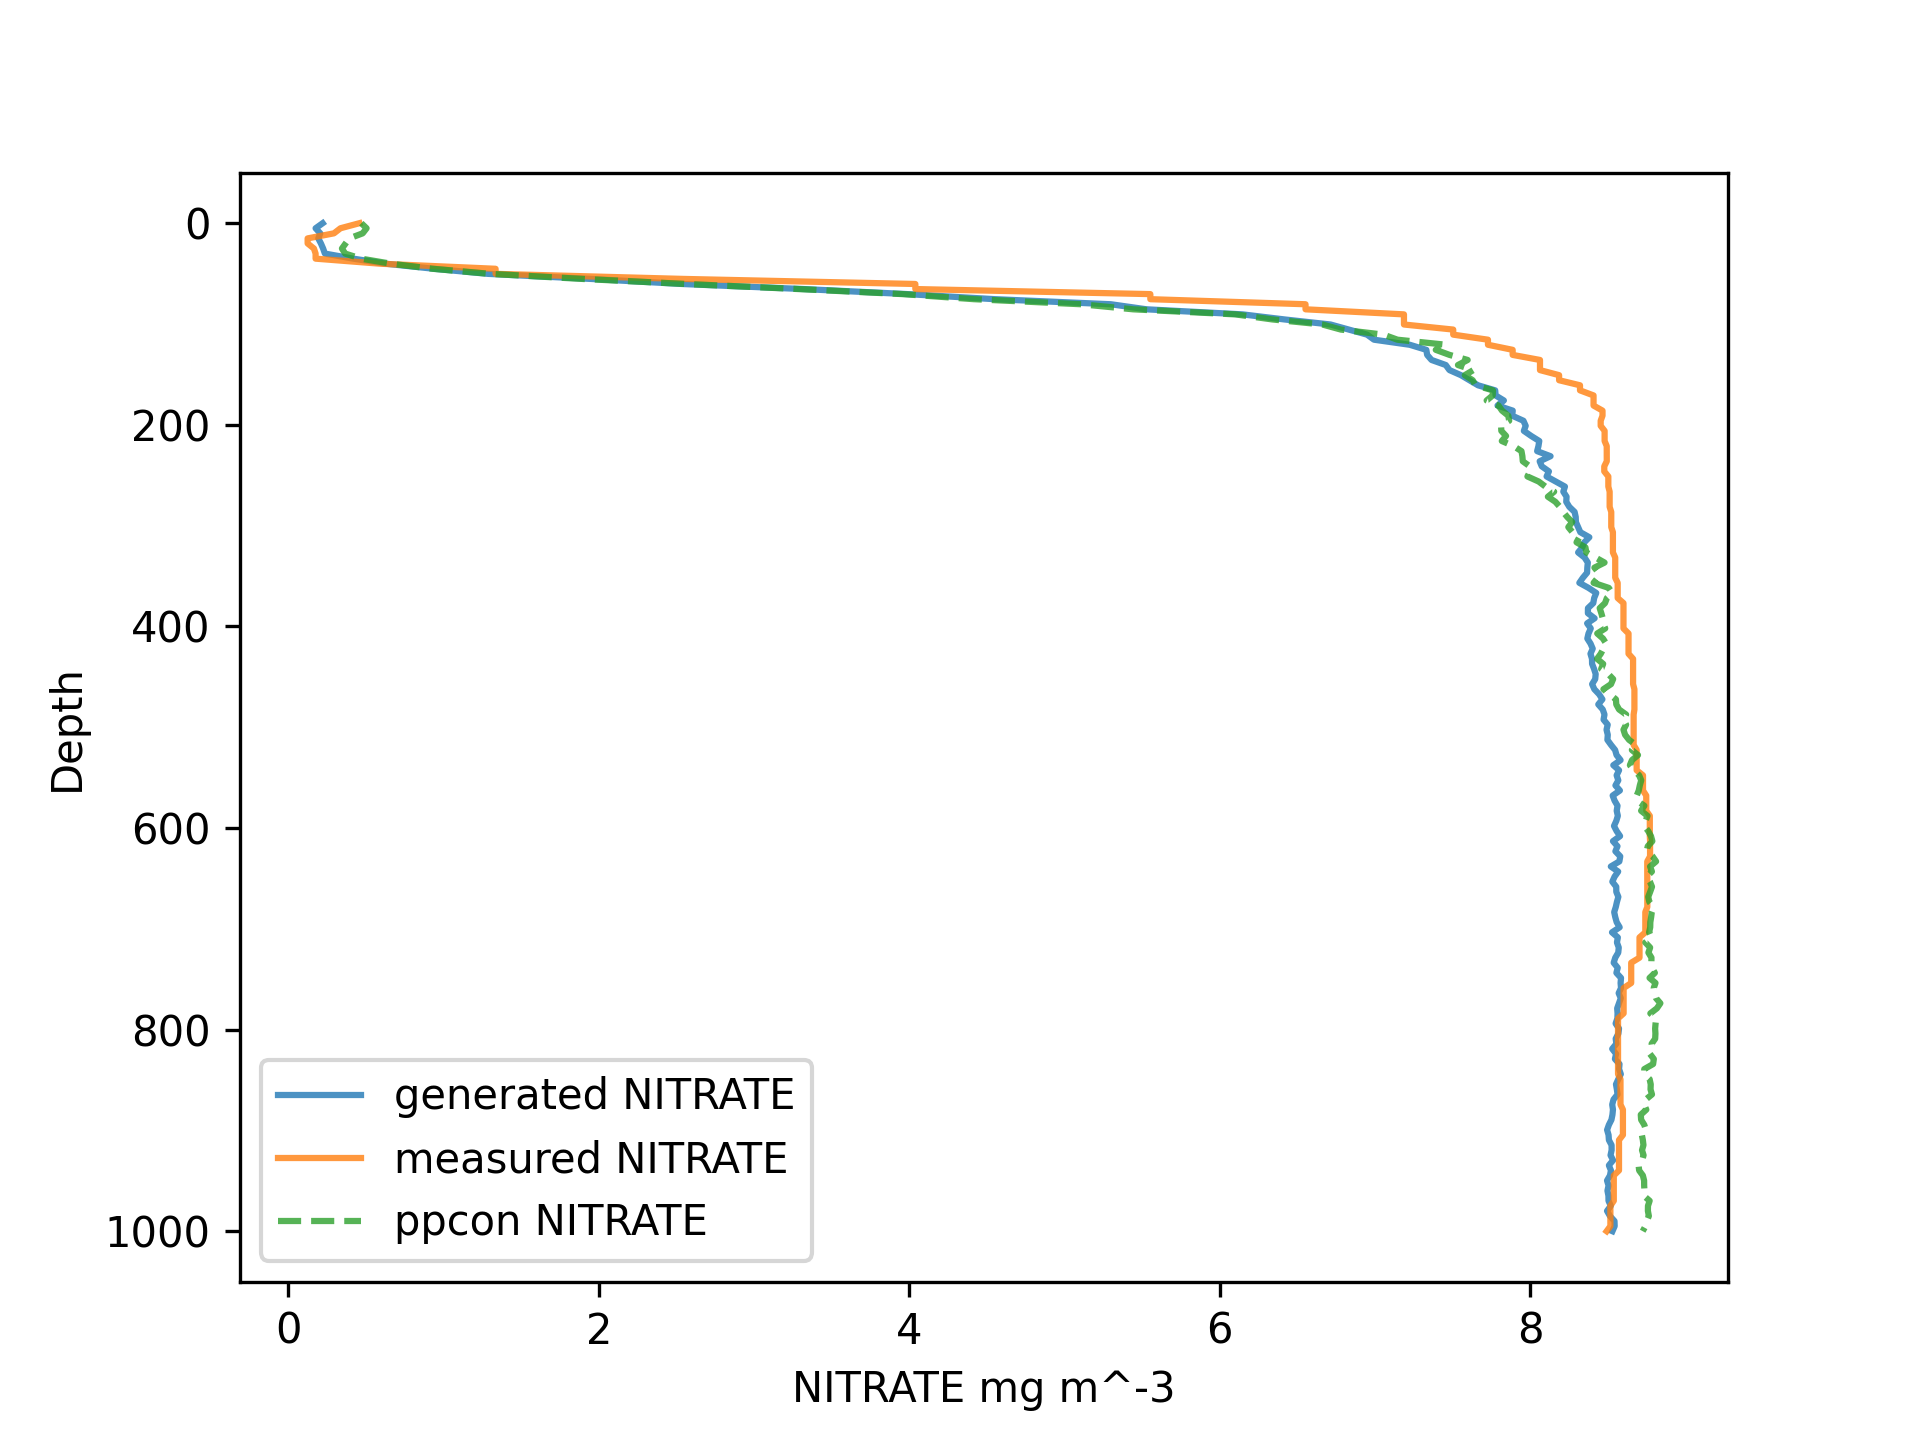 0
200
400
600
800
1000
Depth
generated NITRATE
measured NITRATE
ppcon NITRATE
0 2 4 6 8
NITRATE mg m^-3